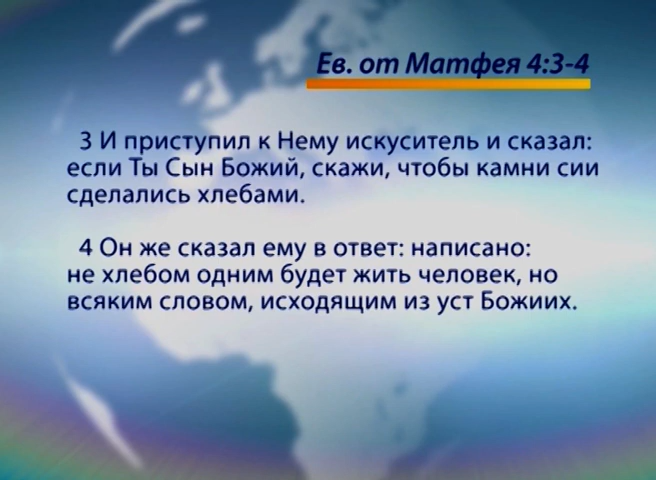 Ев. от Матфея 4:3-4
3 И приступил к Нему искуситель и сказал:
если Ты Сын Божий, скажи, чтобы камни сии
сделались хлебами.
4 Он же сказал ему в ответ: написано:
не хлебом одним будет жить человек, но
всяким словом, исходящим из уст Божиих.